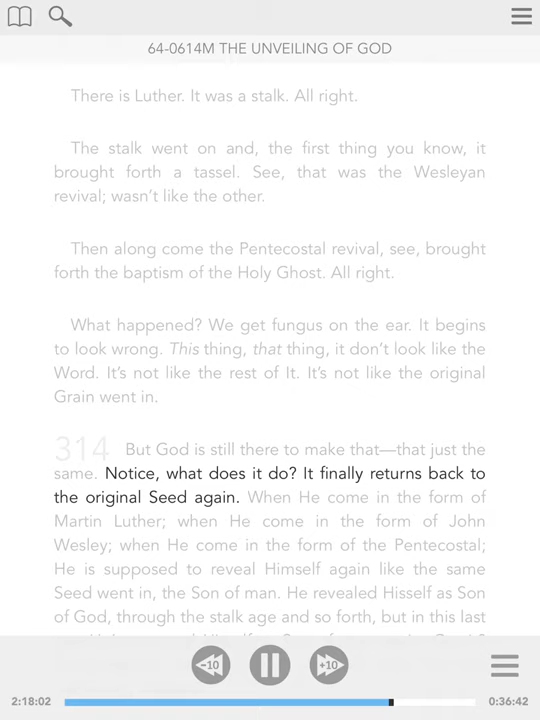 64-0614M THE UNVEILING OF GOD
There is Luther. It was a stalk. All right.
The stalk went on and, the first thing you know, it
brought forth a tassel. See, that was the Wesleyan
revival; wasn’t like the other.
Then along come the Pentecostal revival, see, brought
forth the baptism of the Holy Ghost. All right.
What happened? We get fungus on the ear. It begins
to look wrong. This thing, that thing, it don’t look like the
Word. It’s not like the rest of It. It’s not like the original
Grain went in.
314 But God is still there to make that—that just the
same. Notice, what does it do? It finally returns back to
the original Seed again. When He come in the form of
Martin Luther; when He come in the form of John
Wesley; when He come in the form of the Pentecostal;
He is supposed to reveal Himself again like the same
Seed went in, the Son of man. He revealed Hisself as Son
of God, through the stalk age and so forth, but in this last
-10
+10
2:18:02
0:36:42